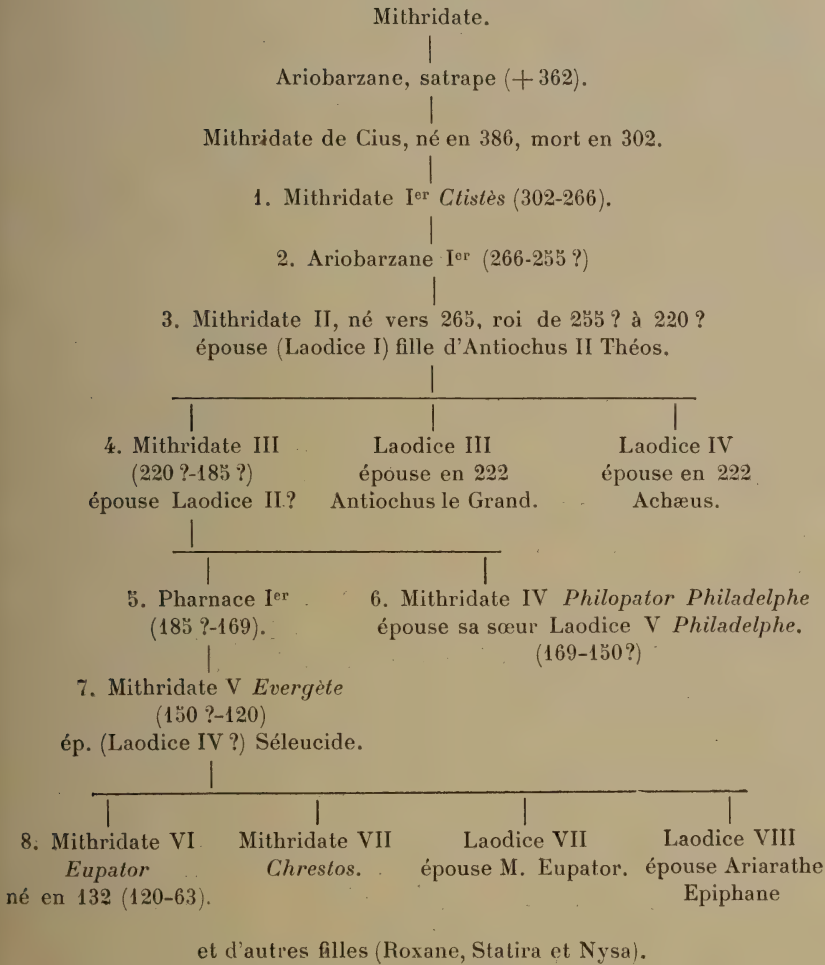 Mithridate.
Ariobarzane, satrape (+ 362).
Mithridate de Cius, né en 386, mort en 302.
1. Mithridate Iᵉʳ Ctistès (302-266).
2. Ariobarzane Iᵉʳ (266-255 ?)
3. Mithridate II, né vers 265, roi de 255 ? à 220 ?
épouse (Laodice I) fille d'Antiochus II Théos.
4. Mithridate III
(220 ?-185 ?)
épouse Laodice II ?
Laodice III
épouse en 222
Antiochus le Grand.
Laodice IV
épouse en 222
Achæus.
5. Pharnace Iᵉʳ
(185 ?-169).
6. Mithridate IV Philopator Philadelphe
épouse sa sœur Laodice V Philadelphe.
(169-150 ?)
7. Mithridate V Evergète
(150 ?-120)
ép. (Laodice IV ?) Séleucide.
8. Mithridate VI
Eupator
né en 132 (120-63).
Mithridate VII
Chrestos.
Laodice VII
épouse M. Eupator.
Laodice VIII
épouse Ariarathe
Epiphane
et d'autres filles (Roxane, Statira et Nysa).